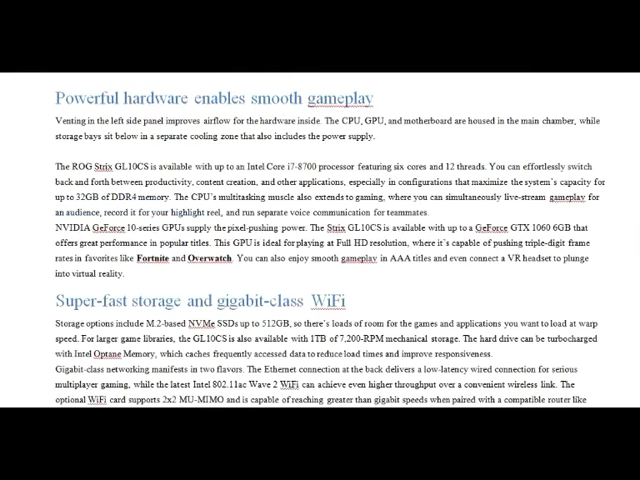 Powerful hardware enables smooth gameplay
Venting in the left side panel improves airflow for the hardware inside. The CPU, GPU, and motherboard are housed in the main chamber, while
storage bays sit below in a separate cooling zone that also includes the power supply.
The ROG Strix GL10CS is available with up to an Intel Core i7-8700 processor featuring six cores and 12 threads. You can effortlessly switch
back and forth between productivity, content creation, and other applications, especially in configurations that maximize the system's capacity for
up to 32GB of DDR4 memory. The CPU's multitasking muscle also extends to gaming, where you can simultaneously live-stream gameplay for
an audience, record it for your highlight reel, and run separate voice communication for teammates.
NVIDIA GeForce 10-series GPUs supply the pixel-pushing power. The Strix GL10CS is available with up to a GeForce GTX 1060 6GB that
offers great performance in popular titles. This GPU is ideal for playing at Full HD resolution, where it's capable of pushing triple-digit frame
rates in favorites like Fortnite and Overwatch. You can also enjoy smooth gameplay in AAA titles and even connect a VR headset to plunge
into virtual reality.
Super-fast storage and gigabit-class WiFi
Storage options include M.2-based NVMe SSDs up to 512GB, so there's loads of room for the games and applications you want to load at warp
speed. For larger game libraries, the GL10CS is also available with 1TB of 7,200-RPM mechanical storage. The hard drive can be turbocharged
with Intel Optane Memory, which caches frequently accessed data to reduce load times and improve responsiveness.
Gigabit-class networking manifests in two flavors. The Ethernet connection at the back delivers a low-latency wired connection for serious
multiplayer gaming, while the latest Intel 802.11ac Wave 2 WiFi can achieve even higher throughput over a convenient wireless link. The
optional WiFi card supports 2x2 MU-MIMO and is capable of reaching greater than gigabit speeds when paired with a compatible router like